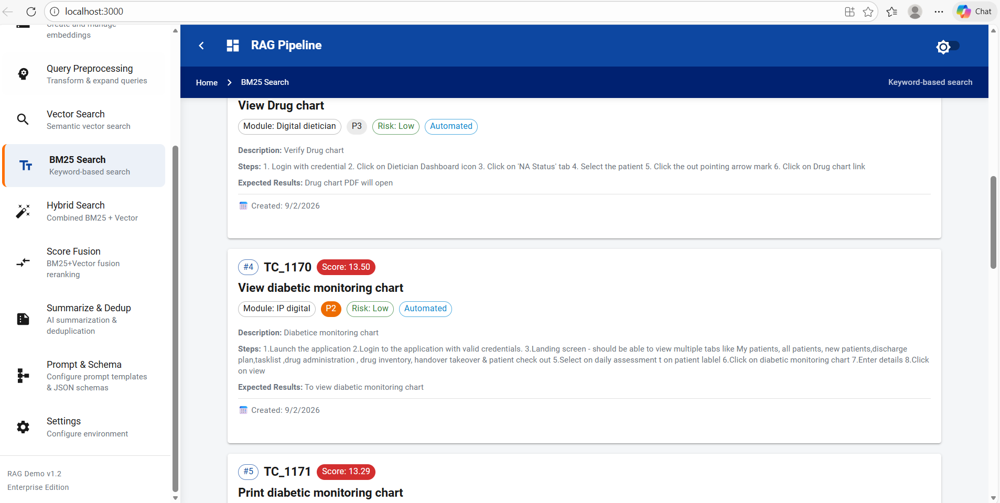 localhost:3000
Chat
Create and manage
embeddings
Query Preprocessing
Transform & expand queries
Vector Search
Semantic vector search
BM25 Search
Keyword-based search
Hybrid Search
Combined BM25 + Vector
Score Fusion
BM25+Vector fusion
reranking
Summarize & Dedup
AI summarization &
deduplication
Prompt & Schema
Configure prompt templates
& JSON schemas
Settings
Configure environment
RAG Demo v1.2
Enterprise Edition
RAG Pipeline
Home
BM25 Search
Keyword-based search
View Drug chart
Module: Digital dietician P3 Risk: Low Automated
Description: Verify Drug chart
Steps: 1. Login with credential 2. Click on Dietician Dashboard icon 3. Click on 'NA Status' tab 4. Select the patient 5. Click the out pointing arrow mark 6. Click on Drug chart link
Expected Results: Drug chart PDF will open
Created: 9/2/2026
#4 TC_1170 Score: 13.50
View diabetic monitoring chart
Module: IP digital P2 Risk: Low Automated
Description: Diabetice monitoring chart
Steps: 1.Launch the application 2.Login to the application with valid credentials. 3.Landing screen - should be able to view multiple tabs like My patients, all patients, new patients,discharge
plan,tasklist ,drug administration , drug inventory, handover takeover & patient check out 5.Select on daily assessment t on patient lablel 6.Click on diabetic monitoring chart 7.Enter details 8.Click
on view
Expected Results: To view diabetic monitoring chart
Created: 9/2/2026
#5 TC_1171 Score: 13.29
Print diabetic monitoring chart